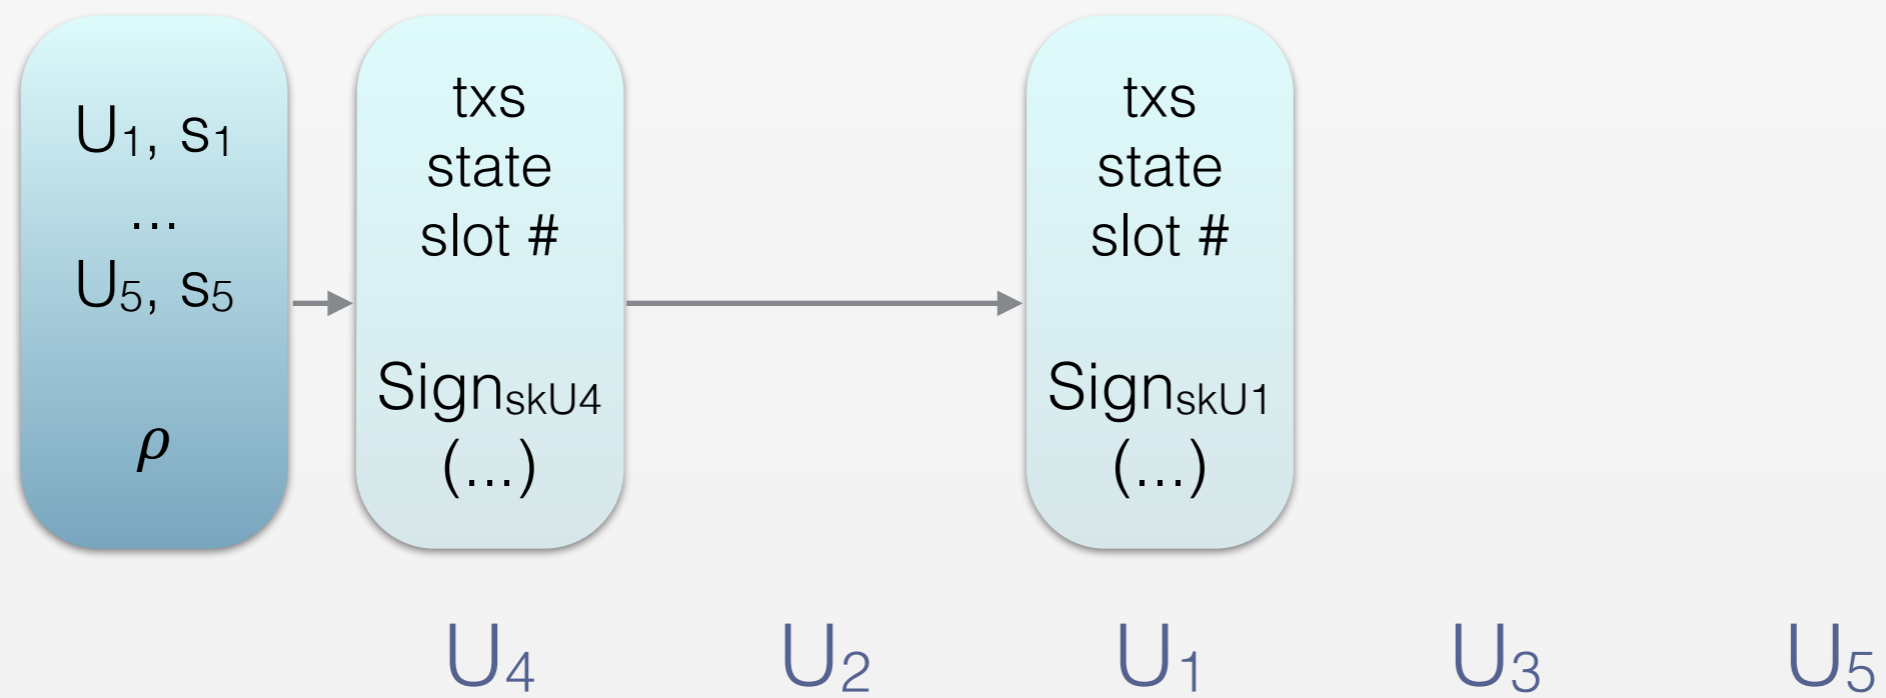 U₁, s₁
...
U₅, s₅
ρ
txs
state
slot #
Signₛₖᵤ₄
(...)
txs
state
slot #
Signₛₖᵤ₁
(...)
U₄
U₂
U₁
U₃
U₅